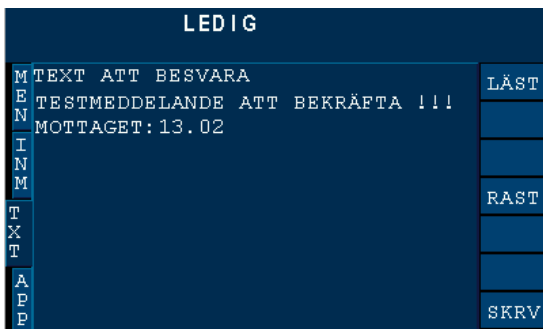 LEDIG
MEN
INM
TXT
APP
TEXT ATT BESVARA
TESTMEDDELANDE ATT BEKRÄFTA !!!
MOTTAGET:13.02
LÄST
RAST
SKRV